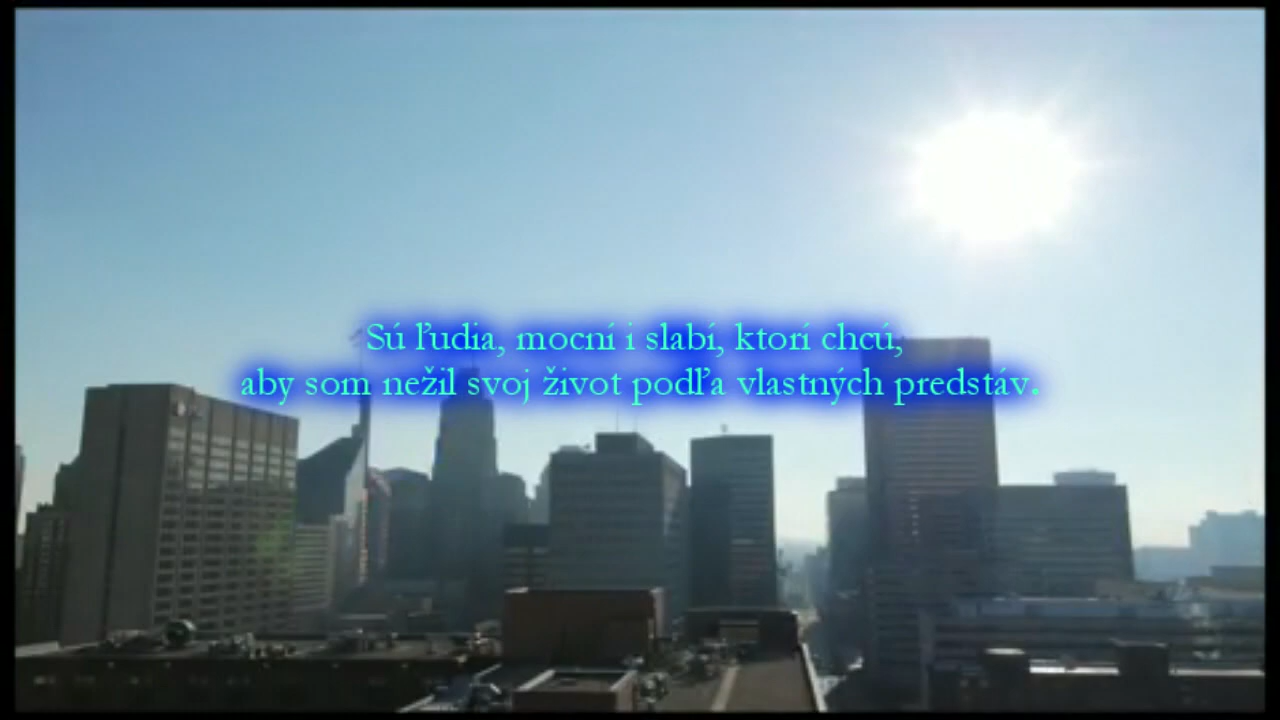 Sú ľudia, mocní i slabí, ktorí chcú,
aby som nežil svoj život podľa vlastných predstáv.